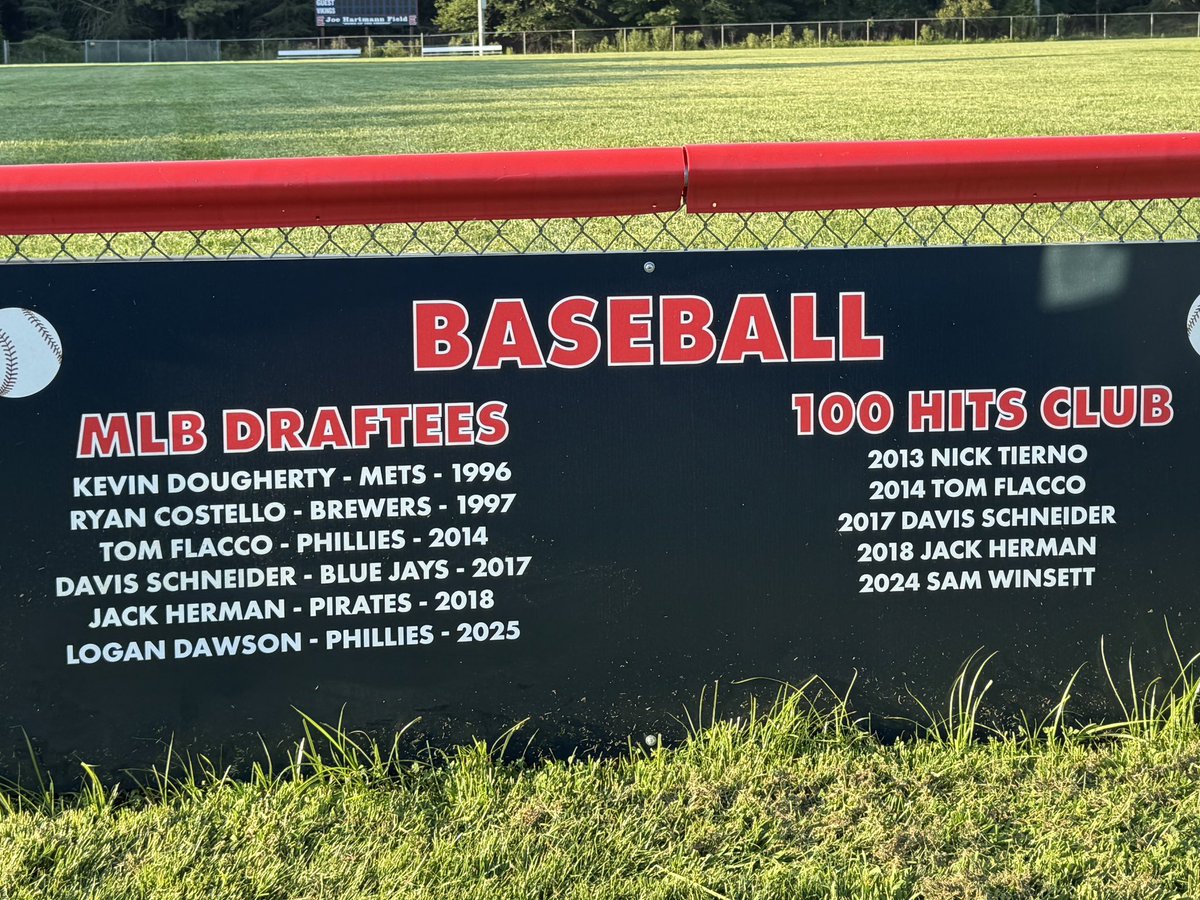 GUEST
VIKINGS
Joe Hartmann Field
BASEBALL
MLB DRAFTEES
KEVIN DOUGHERTY - METS - 1996
RYAN COSTELLO - BREWERS - 1997
TOM FLACCO - PHILLIES - 2014
DAVIS SCHNEIDER - BLUE JAYS - 2017
JACK HERMAN - PIRATES - 2018
LOGAN DAWSON - PHILLIES - 2025
100 HITS CLUB
2013 NICK TIERNO
2014 TOM FLACCO
2017 DAVIS SCHNEIDER
2018 JACK HERMAN
2024 SAM WINSETT